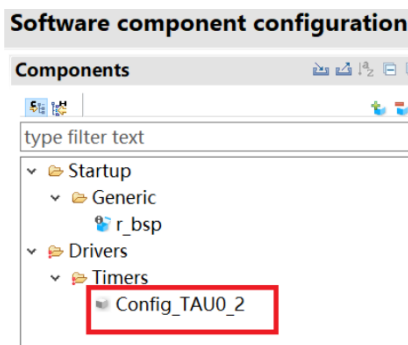 Software component configuration
Components
type filter text
Startup
Generic
r_bsp
Drivers
Timers
Config_TAU0_2